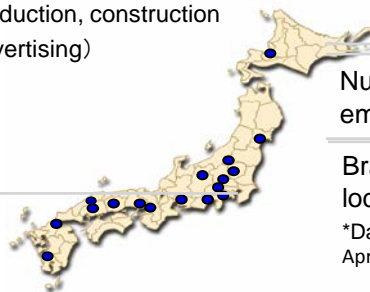 duction, construction
vertising）
Nu
em
Bra
loc
*Da
Apr